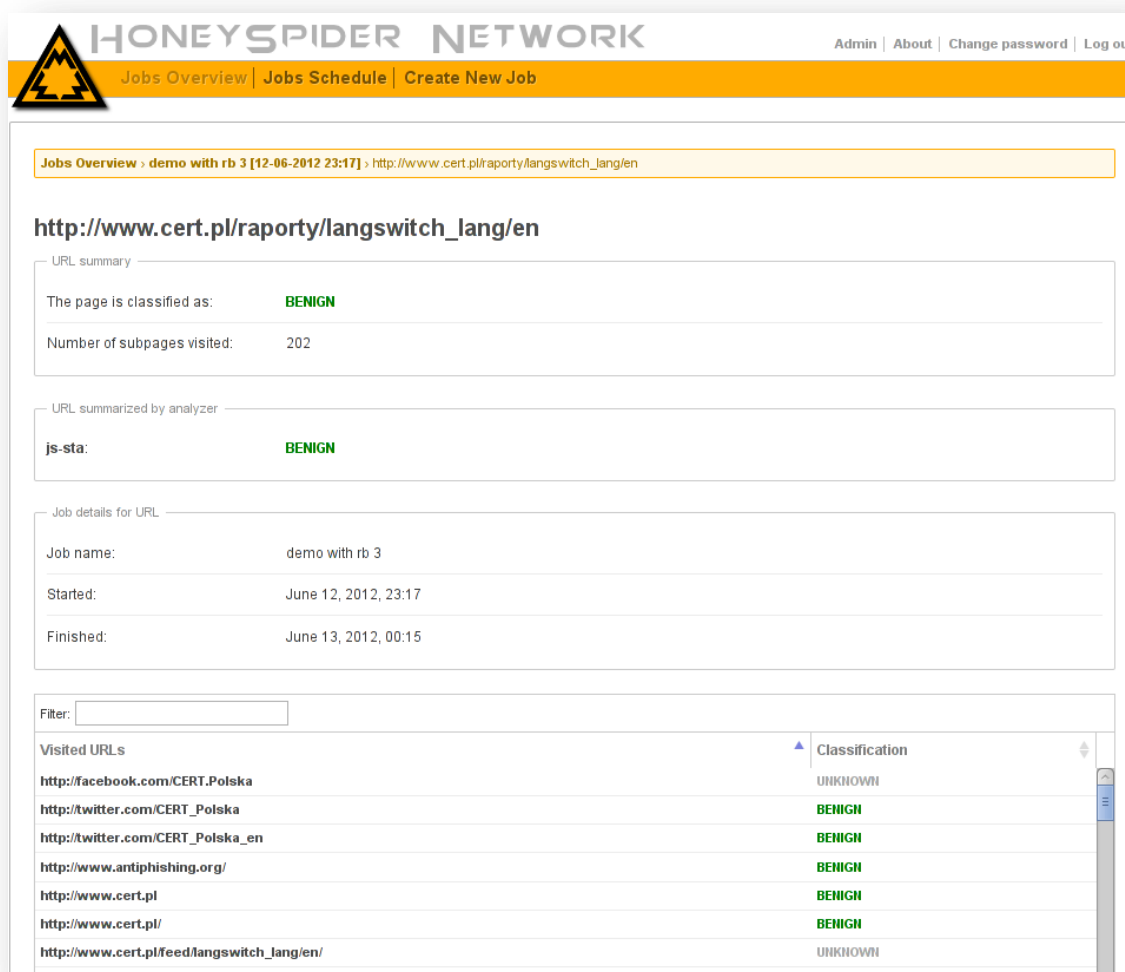 HONEYSPIDER NETWORK
Admin | About | Change password | Log ou
Jobs Overview | Jobs Schedule | Create New Job
Jobs Overview › demo with rb 3 [12-06-2012 23:17] › http://www.cert.pl/raporty/langswitch_lang/en
http://www.cert.pl/raporty/langswitch_lang/en
URL summary
The page is classified as: BENIGN
Number of subpages visited: 202
URL summarized by analyzer
js-sta: BENIGN
Job details for URL
Job name: demo with rb 3
Started: June 12, 2012, 23:17
Finished: June 13, 2012, 00:15
Filter:
Visited URLs Classification
http://facebook.com/CERT.Polska UNKNOWN
http://twitter.com/CERT_Polska BENIGN
http://twitter.com/CERT_Polska_en BENIGN
http://www.antiphishing.org/ BENIGN
http://www.cert.pl BENIGN
http://www.cert.pl/ BENIGN
http://www.cert.pl/feed/langswitch_lang/en/ UNKNOWN